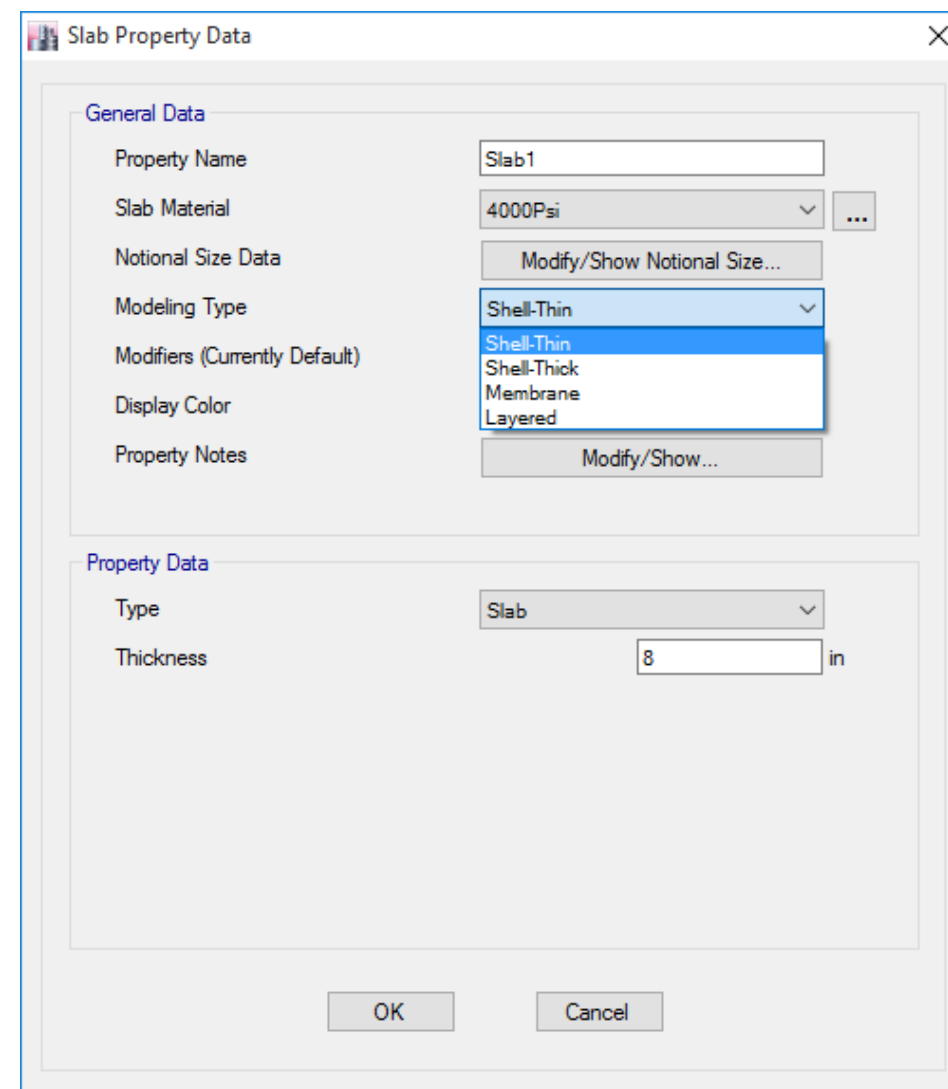 Slab Property Data
General Data
Property Name Slab1
Slab Material 4000Psi ...
Notional Size Data Modify/Show Notional Size...
Modeling Type Shell-Thin
Shell-Thin
Modifiers (Currently Default)
Shell-Thick
Membrane
Display Color
Layered
Property Notes Modify/Show...
Property Data
Type Slab
Thickness 8 in
OK Cancel